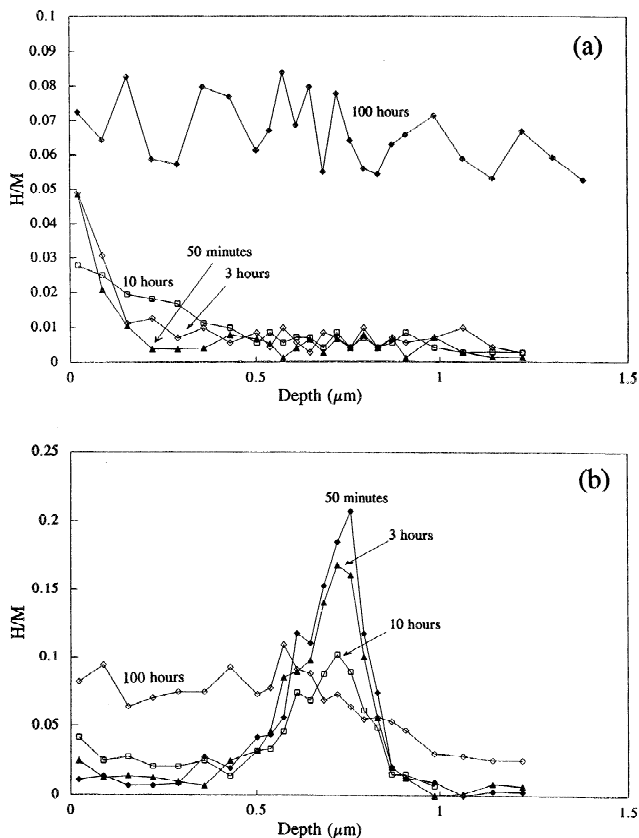 0.1
(a)
0.09
0.08
0.07
100 hours
0.06
H/M
0.05
0.04
50 minutes
0.03
10 hours
3 hours
0.02
0.01
0
0
0.5
1
1.5
Depth (μm)
0.25
(b)
50 minutes
0.2
3 hours
0.15
H/M
10 hours
0.1
100 hours
0.05
0
0
0.5
1
1.5
Depth (μm)